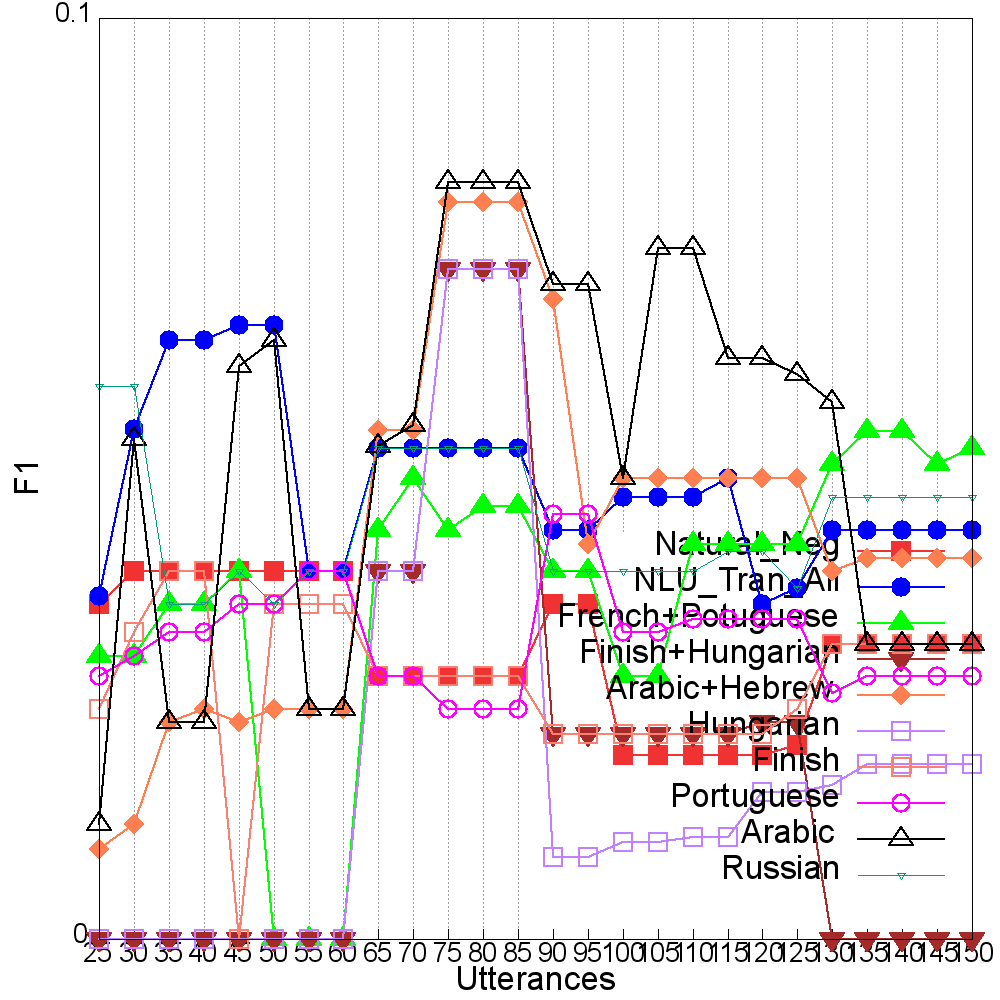 0.1
F1
Natural_Neg
NLU_Tran_All
French+Potuguese
Finish+Hungarian
Arabic+Hebrew
Hungarian
Finish
Portuguese
Arabic
Russian
0
25 30 35 40 45 50 55 60 65 70 75 80 85 90 95 100 105 110 115 120 125 130 135 140 145 150
Utterances